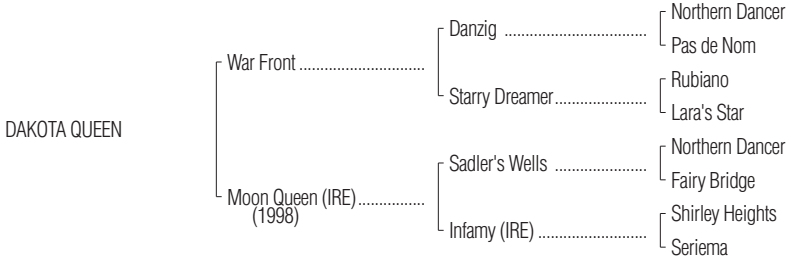 Northern Dancer
Danzig ................................
Pas de Nom
War Front ............................
Rubiano
Starry Dreamer.....................
Lara's Star
DAKOTA QUEEN
Northern Dancer
Sadler's Wells .....................
Fairy Bridge
Moon Queen (IRE)...............
(1998)
Shirley Heights
Infamy (IRE) ........................
Seriema